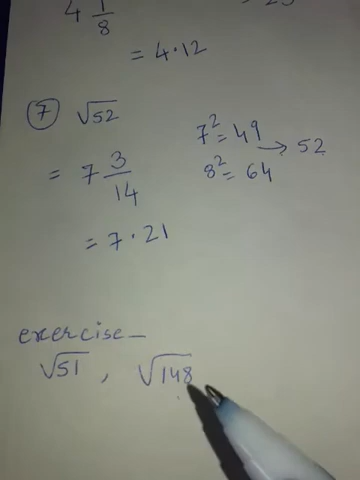 4 1/8
= 4.12
7 √52
= 7 3/14
= 7.21
7² = 49
→ 52
8² = 64
exercise—
√51 , √148